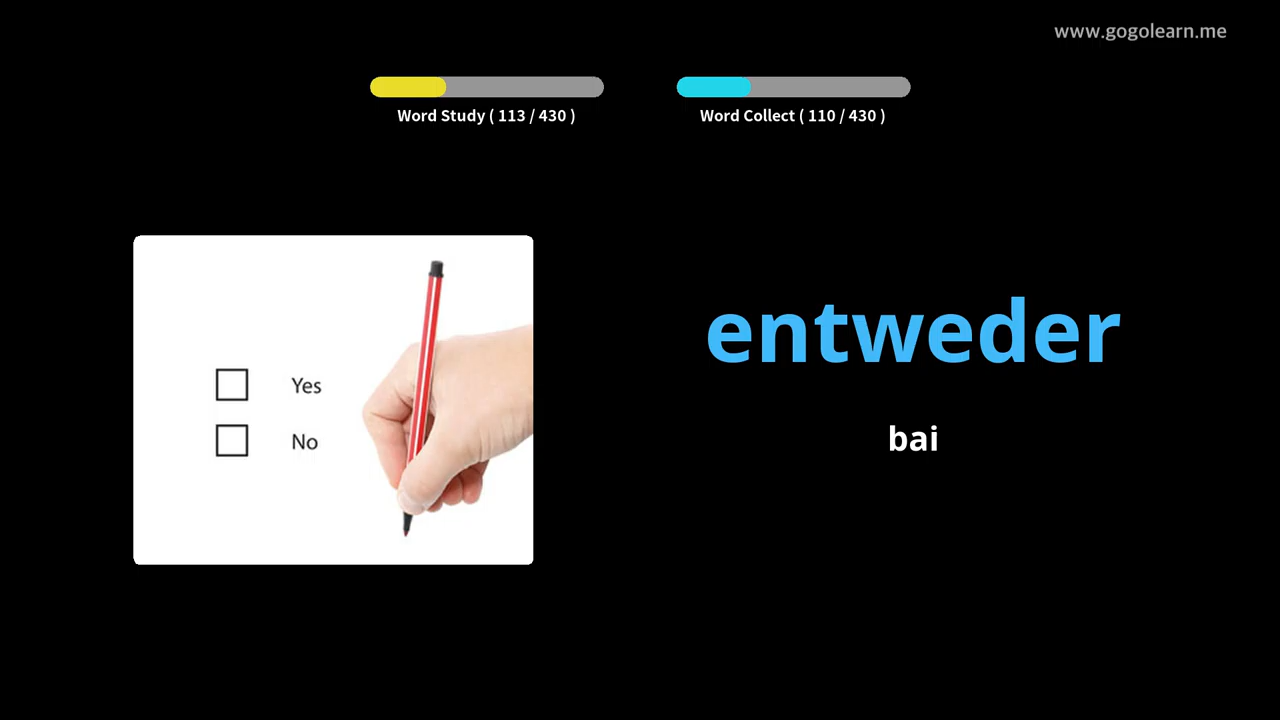 www.gogolearn.me
Word Study ( 113 / 430 )
Word Collect ( 110 / 430 )
Yes
No
entweder
bai